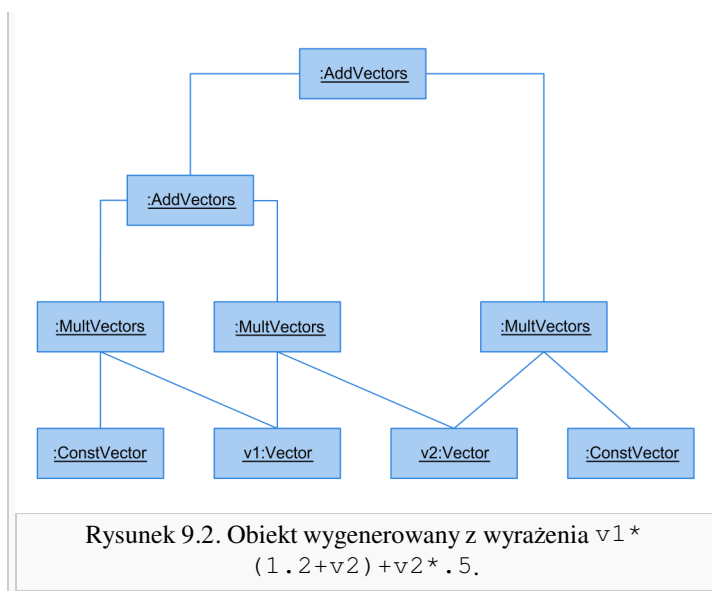 :AddVectors
:AddVectors
:MultVectors
:MultVectors
:MultVectors
:ConstVector
v1:Vector
v2:Vector
:ConstVector
Rysunek 9.2. Obiekt wygenerowany z wyrażenia v1*
(1.2+v2)+v2*.5.